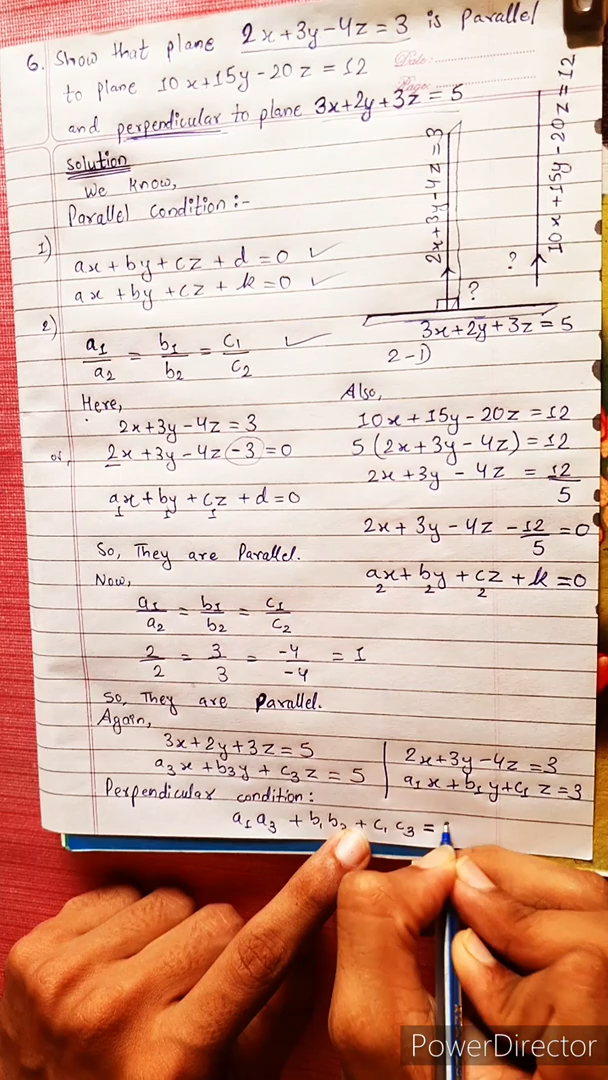 6. Show that plane 2x+3y-4z=3 is parallel
to plane 10x+15y-20z=12
Date:
Page:
and perpendicular to plane 3x+2y+3z=5
Solution
We Know,
Parallel Condition:-
1)
ax+by+cz+d=0 ✓
ax+by+cz+k=0 ✓
2)
a1/a2 = b1/b2 = c1/c2 ✓
2x+3y-4z=3
10x+15y-20z=12
?
?
3x+2y+3z=5
2-D
Here,
2x+3y-4z=3
or, 2x+3y-4z-3=0
a1x+b1y+c1z+d=0
So, They are Parallel.
Also,
10x+15y-20z=12
5(2x+3y-4z)=12
2x+3y-4z=12/5
2x+3y-4z-12/5=0
a2x+b2y+c2z+k=0
Now,
a1/a2 = b1/b2 = c1/c2
2/2 = 3/3 = -4/-4 = 1
So, They are Parallel.
Again,
3x+2y+3z=5
a3x+b3y+c3z=5
2x+3y-4z=3
a1x+b1y+c1z=3
Perpendicular condition:
a1a3+b1b2+c1c3=
PowerDirector